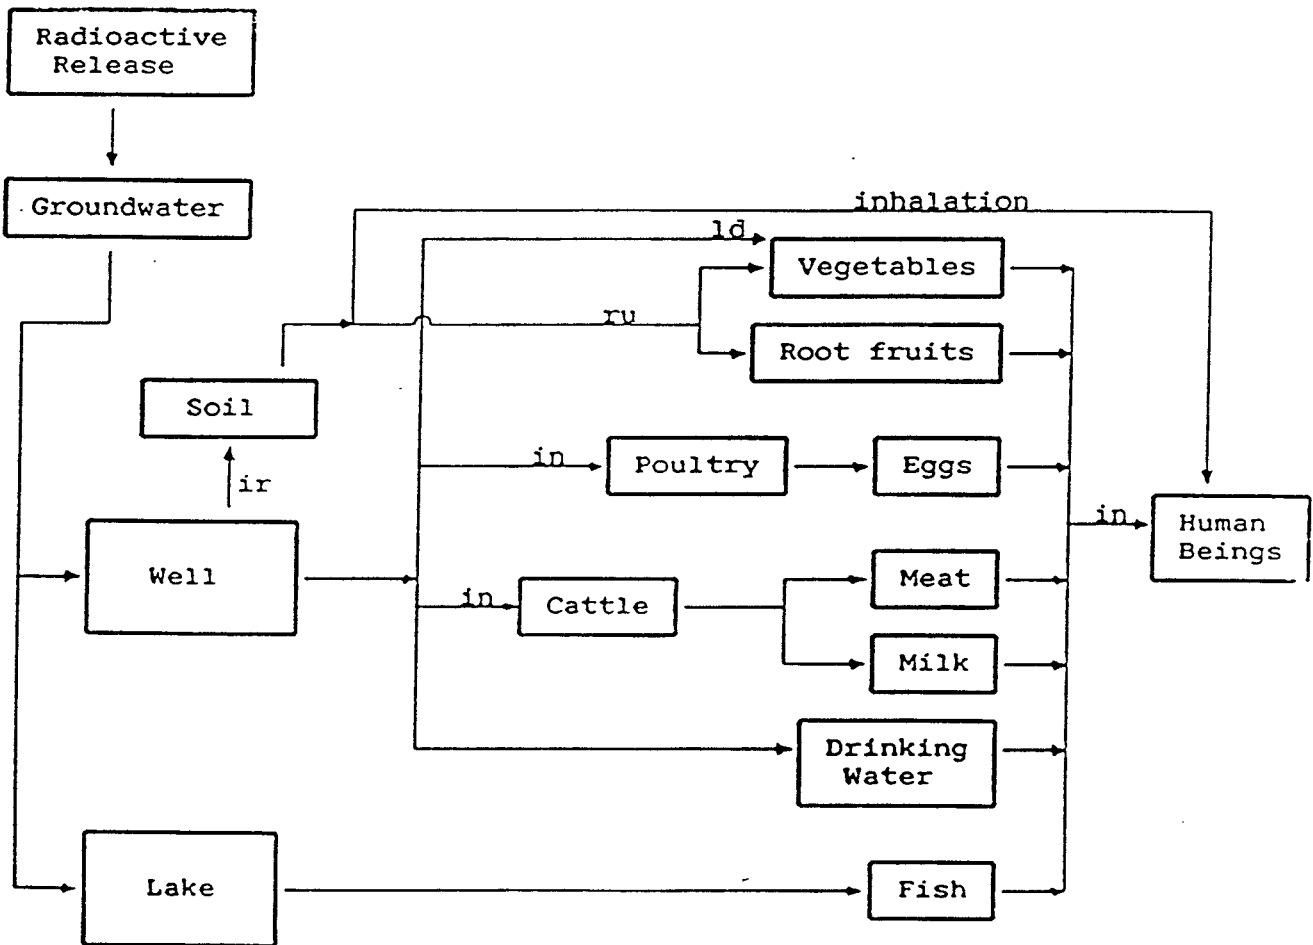 Radioactive
Release
Groundwater
inhalation
ld
Vegetables
ru
Root fruits
Soil
in
Poultry
Eggs
ir
in
Human
Beings
Well
Meat
in
Cattle
Milk
Drinking
Water
Lake
Fish